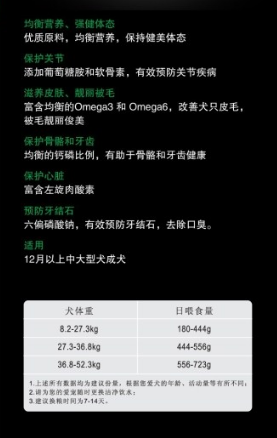 均衡营养、强健体态
优质原料，均衡营养，保持健美体态
保护关节
添加葡萄糖胺和软骨素，有效预防关节疾病
滋养皮肤、靓丽被毛
富含均衡的Omega3 和 Omega6，改善犬只皮毛，
被毛靓丽俊美
保护骨骼和牙齿
均衡的钙磷比例，有助于骨骼和牙齿健康
保护心脏
富含左旋肉酸素
预防牙结石
六偏磷酸钠，有效预防牙结石，去除口臭。
适用
12月以上中大型犬成犬
犬体重 日喂食量
8.2-27.3kg 180-444g
27.3-36.8kg 444-556g
36.8-52.3kg 556-723g
1.上述所有数据均为建议份量，根据您爱犬的年龄、活动量等有所不同；
2.请为您的爱宠随时更换洁净饮水；
3.建议换粮时间为7-14天。